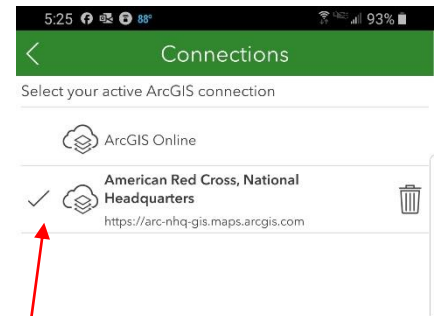 5:25 88° 93%
Connections
Select your active ArcGIS connection
ArcGIS Online
American Red Cross, National
Headquarters
https://arc-nhq-gis.maps.arcgis.com